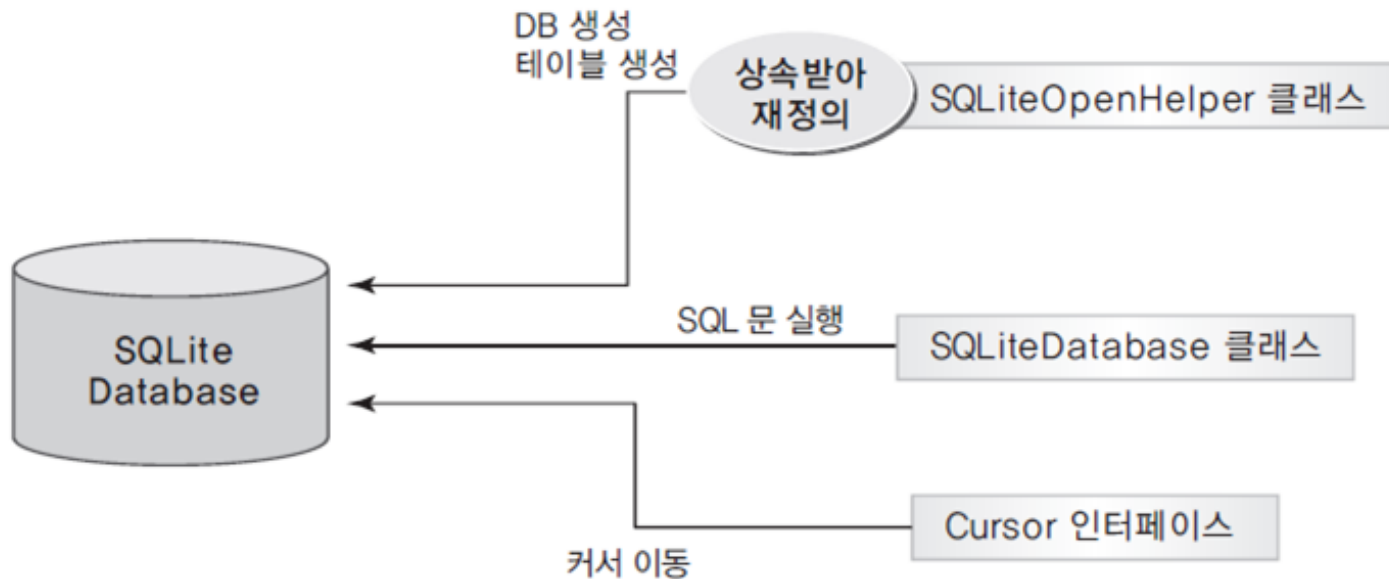 DB 생성
테이블 생성
상속받아
재정의
SQLiteOpenHelper 클래스
SQL 문 실행
SQLiteDatabase 클래스
SQLite
Database
Cursor 인터페이스
커서 이동